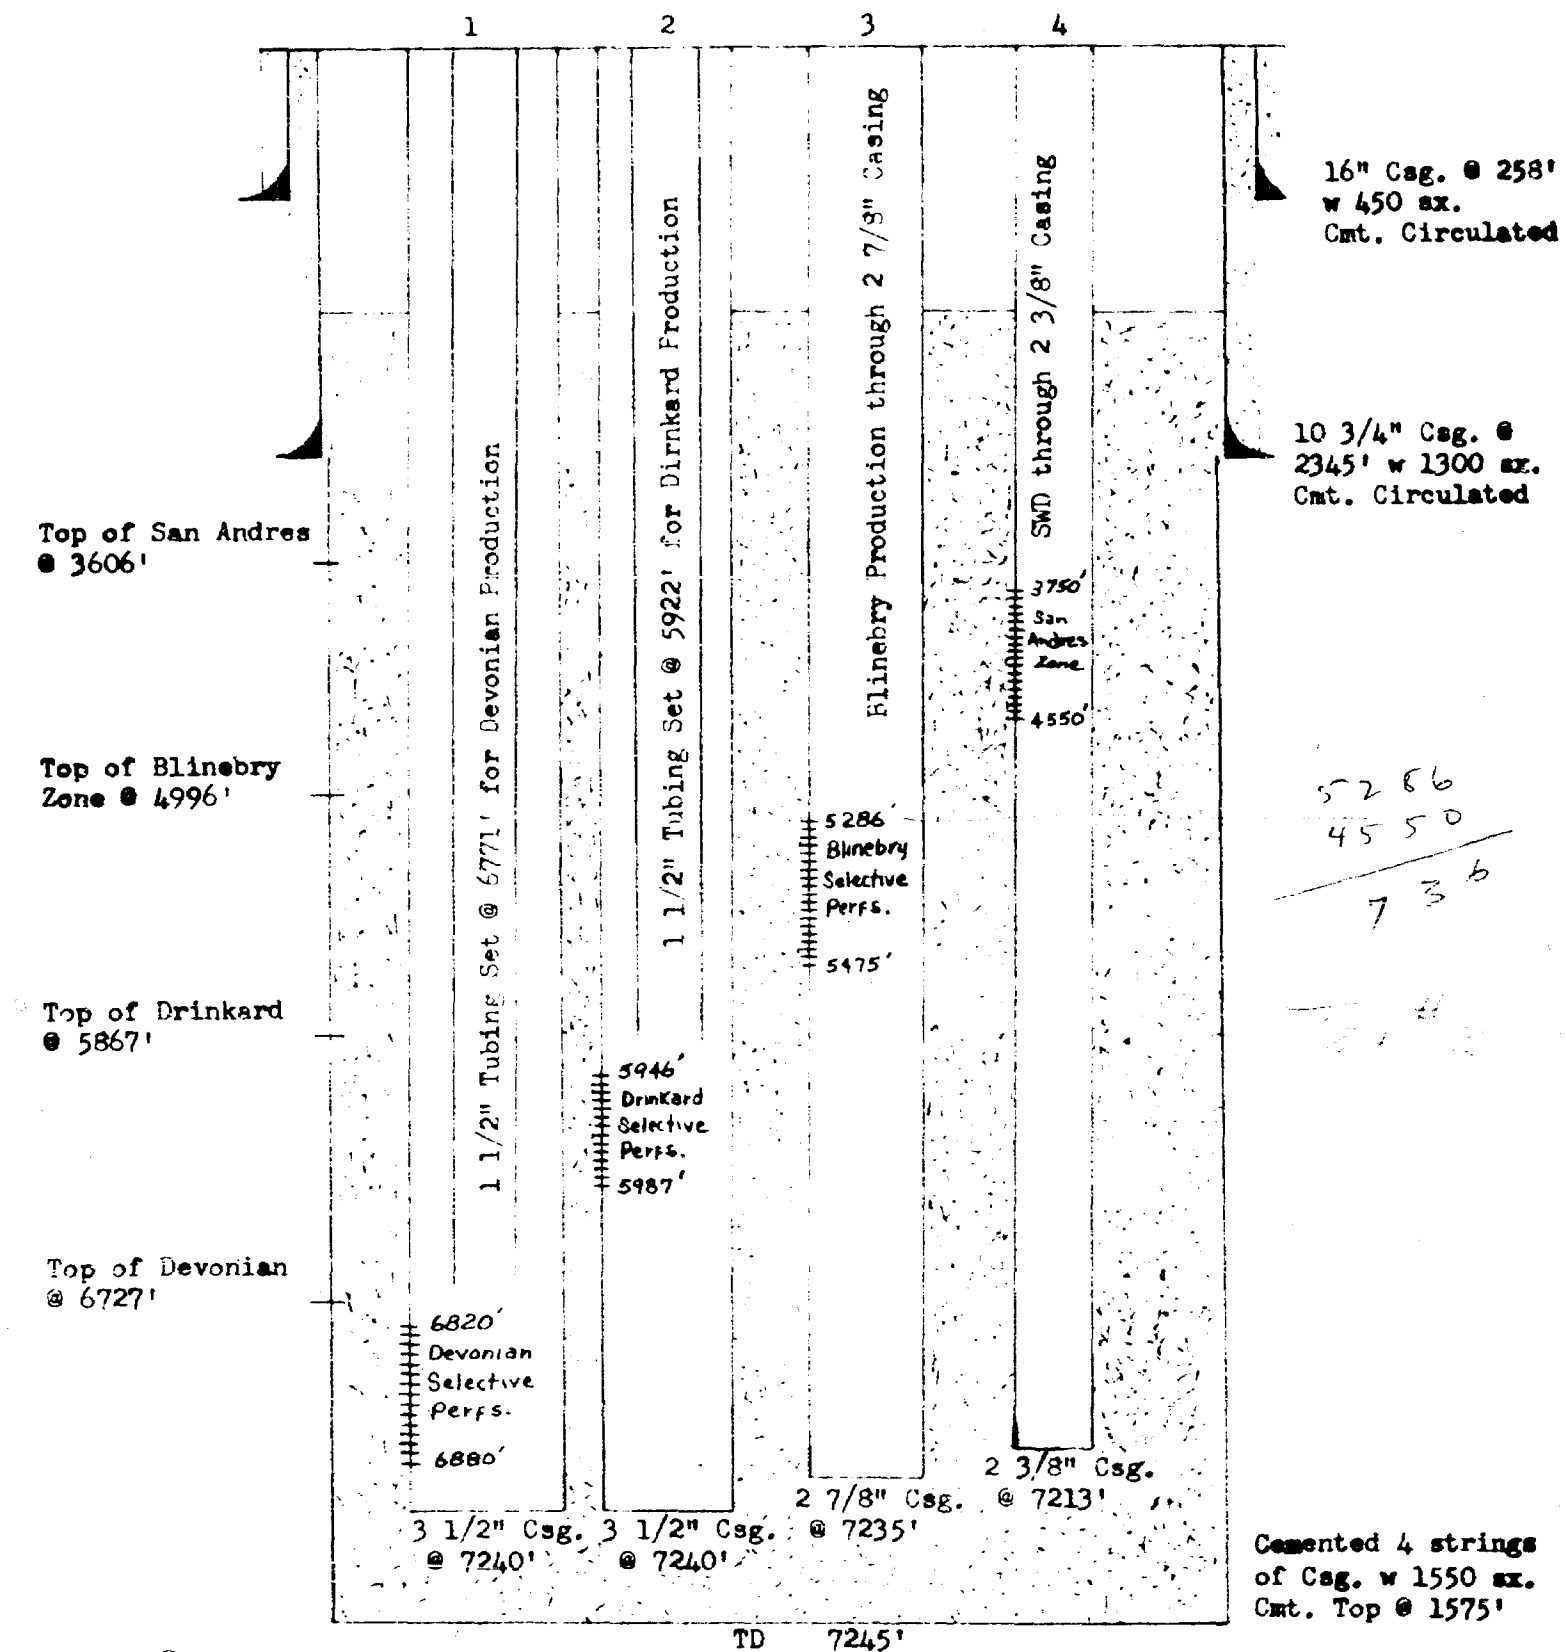 1 2 3 4
16" Csg. @ 258'
w 450 sx.
Cmt. Circulated
10 3/4" Csg. @
2345' w 1300 sx.
Cmt. Circulated
Top of San Andres
@ 3606'
Top of Blinebry
Zone @ 4996'
Top of Drinkard
@ 5867'
Top of Devonian
@ 6727'
1 1/2" Tubing Set @ 6771' for Devonian Production
1 1/2" Tubing Set @ 5922' for Dirnkard Production
Blinebry Production through 2 7/8" Casing
SWD through 2 3/8" Casing
3750'
San
Andres
Zone
4550'
5286'
Blinebry
Selective
Perfs.
5475'
5946'
Drinkard
Selective
Perfs.
5987'
6820'
Devonian
Selective
Perfs.
6880'
5286
4550
736
3 1/2" Csg.
@ 7240'
3 1/2" Csg.
@ 7240'
2 7/8" Csg.
@ 7235'
2 3/8" Csg.
@ 7213'
Cemented 4 strings
of Csg. w 1550 sx.
Cmt. Top @ 1575'
TD 7245'